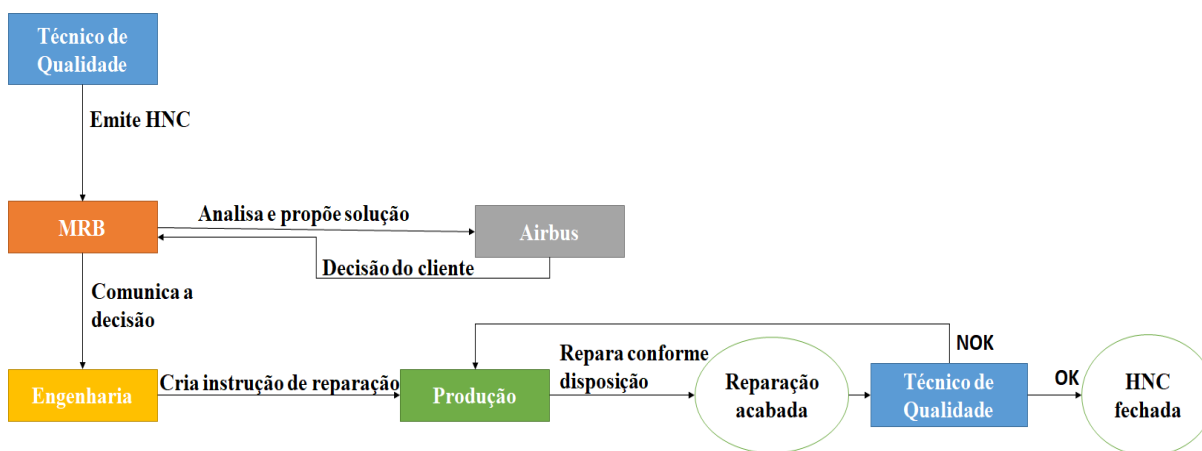 Técnico de
Qualidade
Emite HNC
MRB
Analisa e propõe solução
Airbus
Decisão do cliente
Comunica a
decisão
Engenharia
Cria instrução de reparação
Produção
Repara conforme
disposição
Reparação
acabada
NOK
Técnico de
Qualidade
OK
HNC
fechada